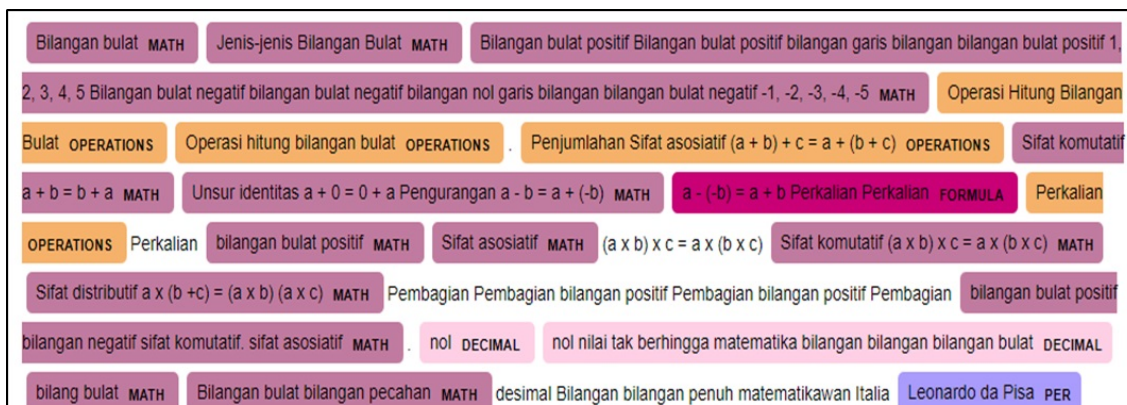 Bilangan bulat MATH Jenis-jenis Bilangan Bulat MATH Bilangan bulat positif Bilangan bulat positif bilangan garis bilangan bilangan bulat positif 1,
2, 3, 4, 5 Bilangan bulat negatif bilangan bulat negatif bilangan nol garis bilangan bilangan bulat negatif -1, -2, -3, -4, -5 MATH Operasi Hitung Bilangan
Bulat OPERATIONS Operasi hitung bilangan bulat OPERATIONS . Penjumlahan Sifat asosiatif (a + b) + c = a + (b + c) OPERATIONS Sifat komutatif
a + b = b + a MATH Unsur identitas a + 0 = 0 + a Pengurangan a - b = a + (-b) MATH a - (-b) = a + b Perkalian Perkalian FORMULA Perkalian
OPERATIONS Perkalian bilangan bulat positif MATH Sifat asosiatif MATH (a x b) x c = a x (b x c) Sifat komutatif (a x b) x c = a x (b x c) MATH
Sifat distributif a x (b +c) = (a x b) (a x c) MATH Pembagian Pembagian bilangan positif Pembagian bilangan positif Pembagian bilangan bulat positif
bilangan negatif sifat komutatif. sifat asosiatif MATH . nol DECIMAL nol nilai tak berhingga matematika bilangan bilangan bilangan bulat DECIMAL
bilang bulat MATH Bilangan bulat bilangan pecahan MATH desimal Bilangan bilangan penuh matematikawan Italia Leonardo da Pisa PER